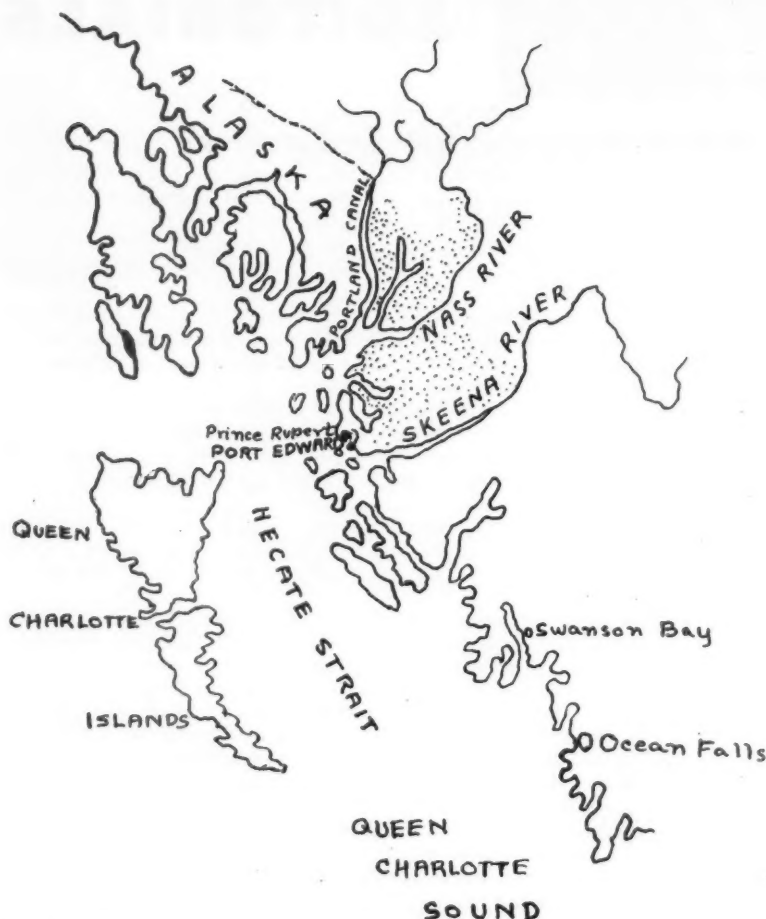 ALASKA
PORTLAND CANAL
NASS RIVER
SKEENA RIVER
Prince Rupert
PORT EDWARD
QUEEN
CHARLOTTE
ISLANDS
HECATE STRAIT
Swanson Bay
Ocean Falls
QUEEN
CHARLOTTE
SOUND